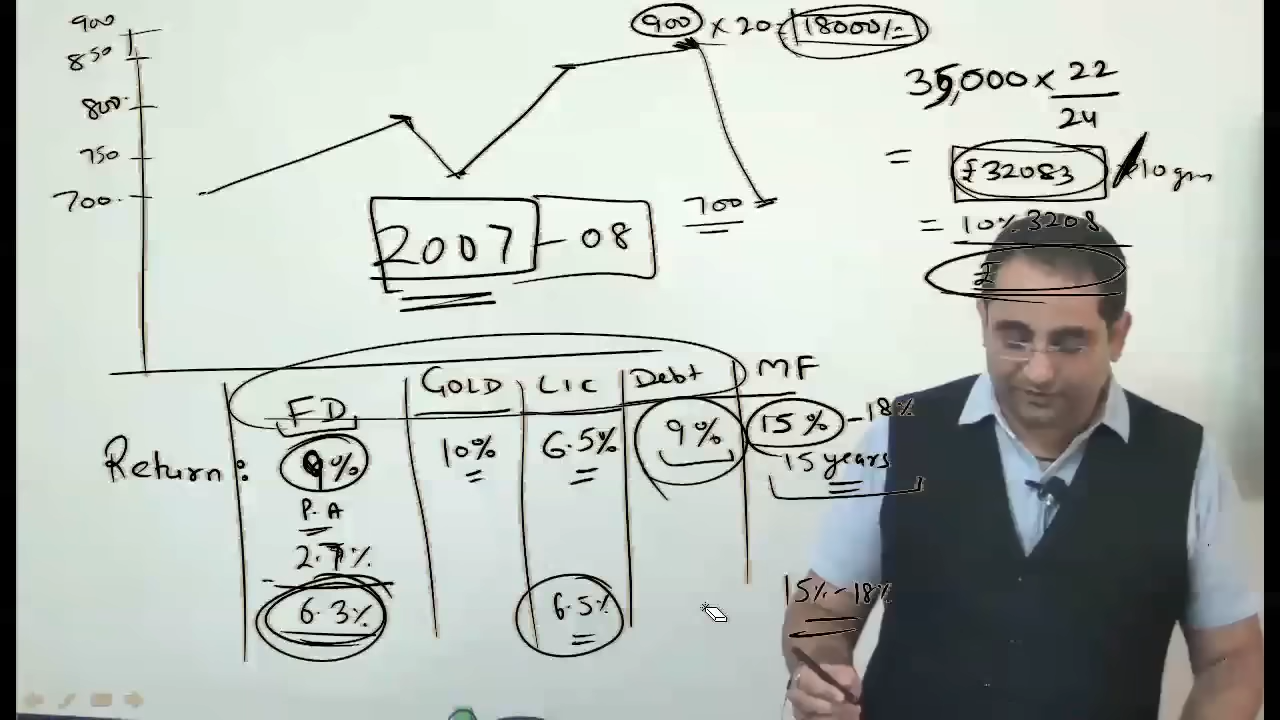 900
850
800
750
700
900 × 20 = 18000/=
700
2007 - 08
35,000 × 22/24
= £32083 10 gm
= 10% 3208
£
FD GOLD LIC Debt MF
Return : 9% 10% 6.5% 9% 15% - 18%
P.A 15 years
2.7%
6.3% 6.5% 15% - 18%